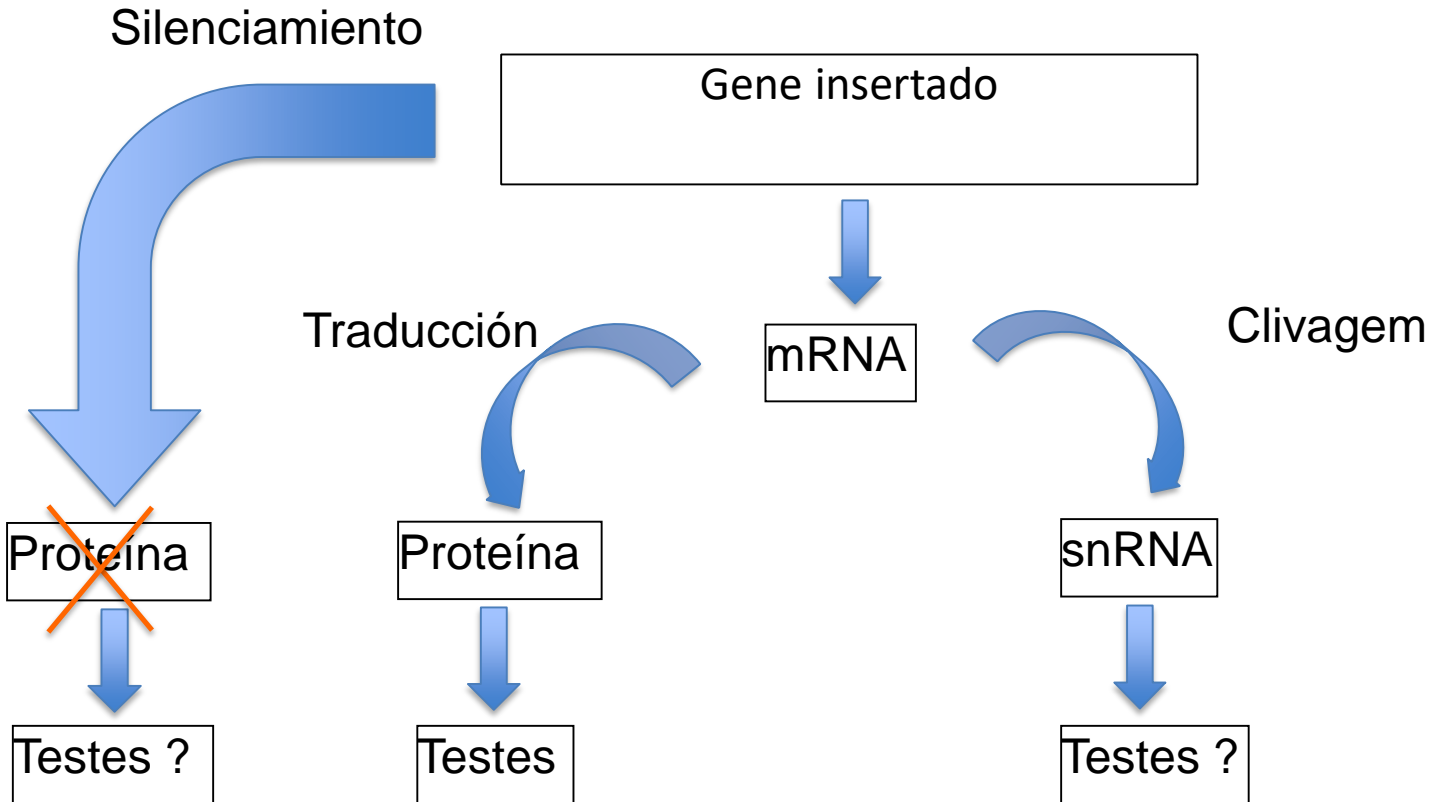 Silenciamiento
Gene insertado
Traducción
mRNA
Clivagem
Proteína
Proteína
snRNA
Testes ?
Testes
Testes ?